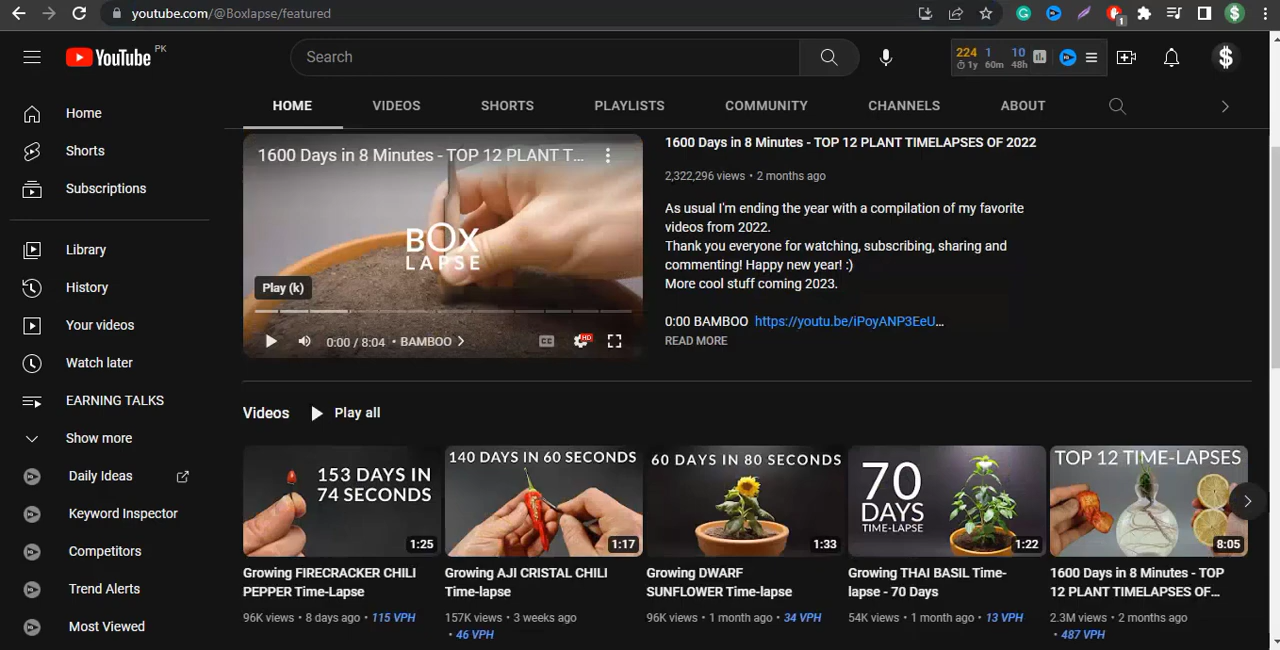 youtube.com/@Boxlapse/featured
1
YouTube PK
Search
224 1 10
1y 60m 48h
HOME VIDEOS SHORTS PLAYLISTS COMMUNITY CHANNELS ABOUT
Home
Shorts
Subscriptions
Library
History
Your videos
Watch later
EARNING TALKS
Show more
Daily Ideas
Keyword Inspector
Competitors
Trend Alerts
Most Viewed
1600 Days in 8 Minutes - TOP 12 PLANT T...
BOX
LAPSE
Play (k)
0:00 / 8:04 • BAMBOO
CC
HD
1600 Days in 8 Minutes - TOP 12 PLANT TIMELAPSES OF 2022
2,322,296 views • 2 months ago
As usual I'm ending the year with a compilation of my favorite
videos from 2022.
Thank you everyone for watching, subscribing, sharing and
commenting! Happy new year! :)
More cool stuff coming 2023.
0:00 BAMBOO https://youtu.be/iPoyANP3EeU...
READ MORE
Videos Play all
153 DAYS IN
74 SECONDS
1:25
Growing FIRECRACKER CHILI
PEPPER Time-Lapse
96K views • 8 days ago • 115 VPH
140 DAYS IN 60 SECONDS
1:17
Growing AJI CRISTAL CHILI
Time-lapse
157K views • 3 weeks ago
• 46 VPH
60 DAYS IN 80 SECONDS
1:33
Growing DWARF
SUNFLOWER Time-lapse
96K views • 1 month ago • 34 VPH
70
DAYS
TIME-LAPSE
1:22
Growing THAI BASIL Time-
lapse - 70 Days
54K views • 1 month ago • 13 VPH
TOP 12 TIME-LAPSES
8:05
1600 Days in 8 Minutes - TOP
12 PLANT TIMELAPSES OF...
2.3M views • 2 months ago
• 487 VPH